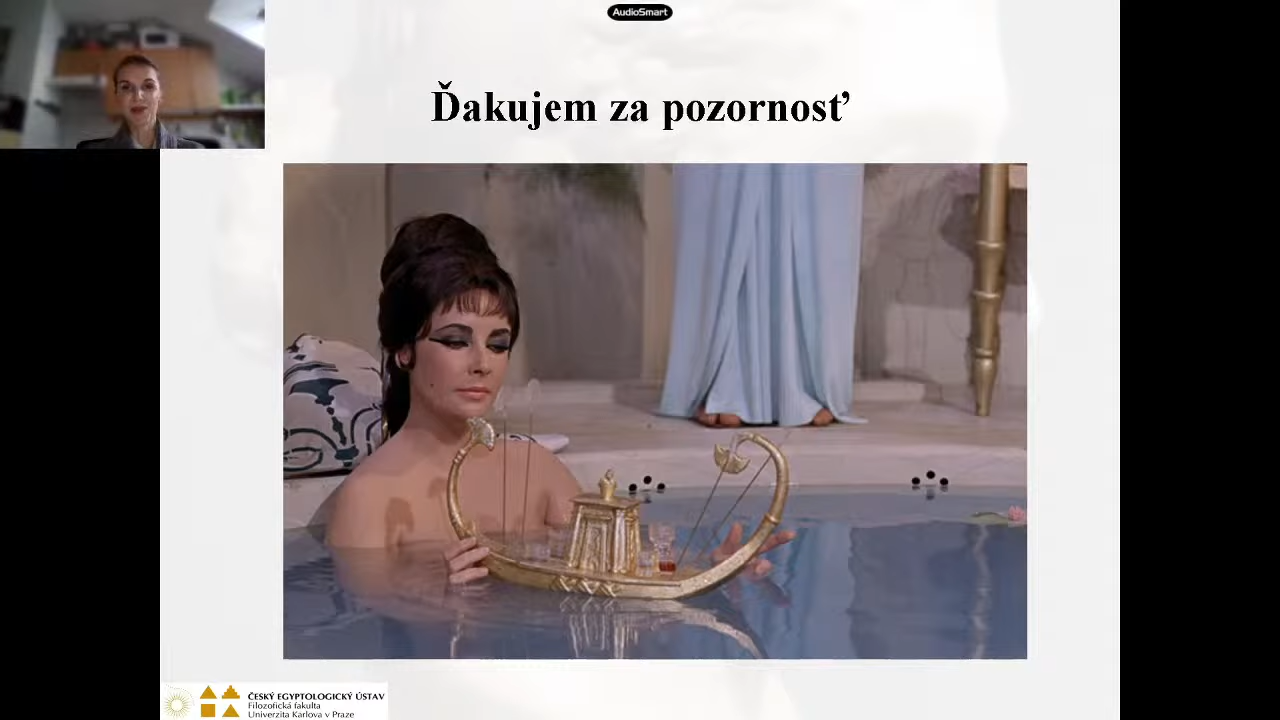 AudioSmart
Ďakujem za pozornosť
ČESKÝ EGYPTOLOGICKÝ ÚSTAV
Filozofická fakulta
Univerzita Karlova v Praze